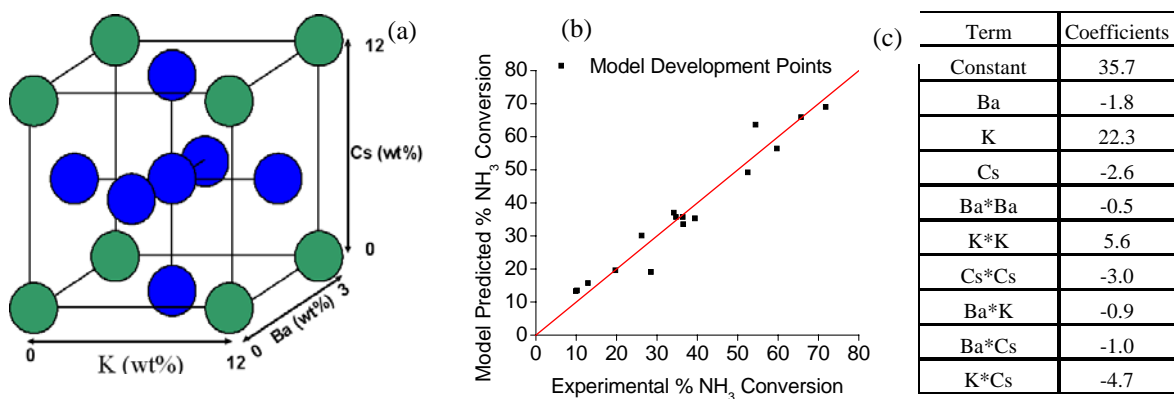 (a)
12
Cs (wt%)
0
3
Ba (wt%)
0
0
12
K (wt%)
(b)
Model Development Points
80
70
60
50
40
30
20
10
0
Model Predicted % NH₃ Conversion
0 10 20 30 40 50 60 70 80
Experimental % NH₃ Conversion
(c)
Term Coefficients
Constant 35.7
Ba -1.8
K 22.3
Cs -2.6
Ba*Ba -0.5
K*K 5.6
Cs*Cs -3.0
Ba*K -0.9
Ba*Cs -1.0
K*Cs -4.7